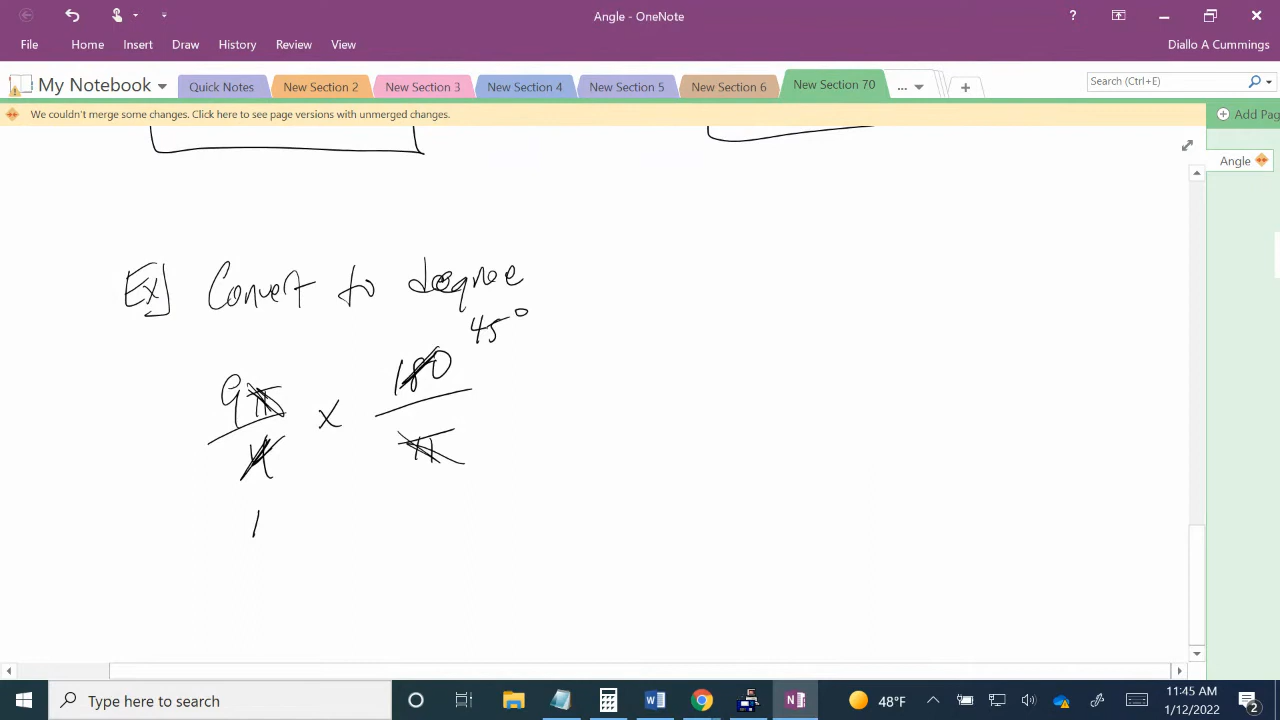 Angle - OneNote
?
File Home Insert Draw History Review View Diallo A Cummings
My Notebook Quick Notes New Section 2 New Section 3 New Section 4 New Section 5 New Section 6 New Section 70 ... + Search (Ctrl+E)
We couldn't merge some changes. Click here to see page versions with unmerged changes. Add Pag
Angle
Ex] Convert to degree
45°
9π 180
x
4 π
1
Type here to search 48°F 11:45 AM
1/12/2022 2